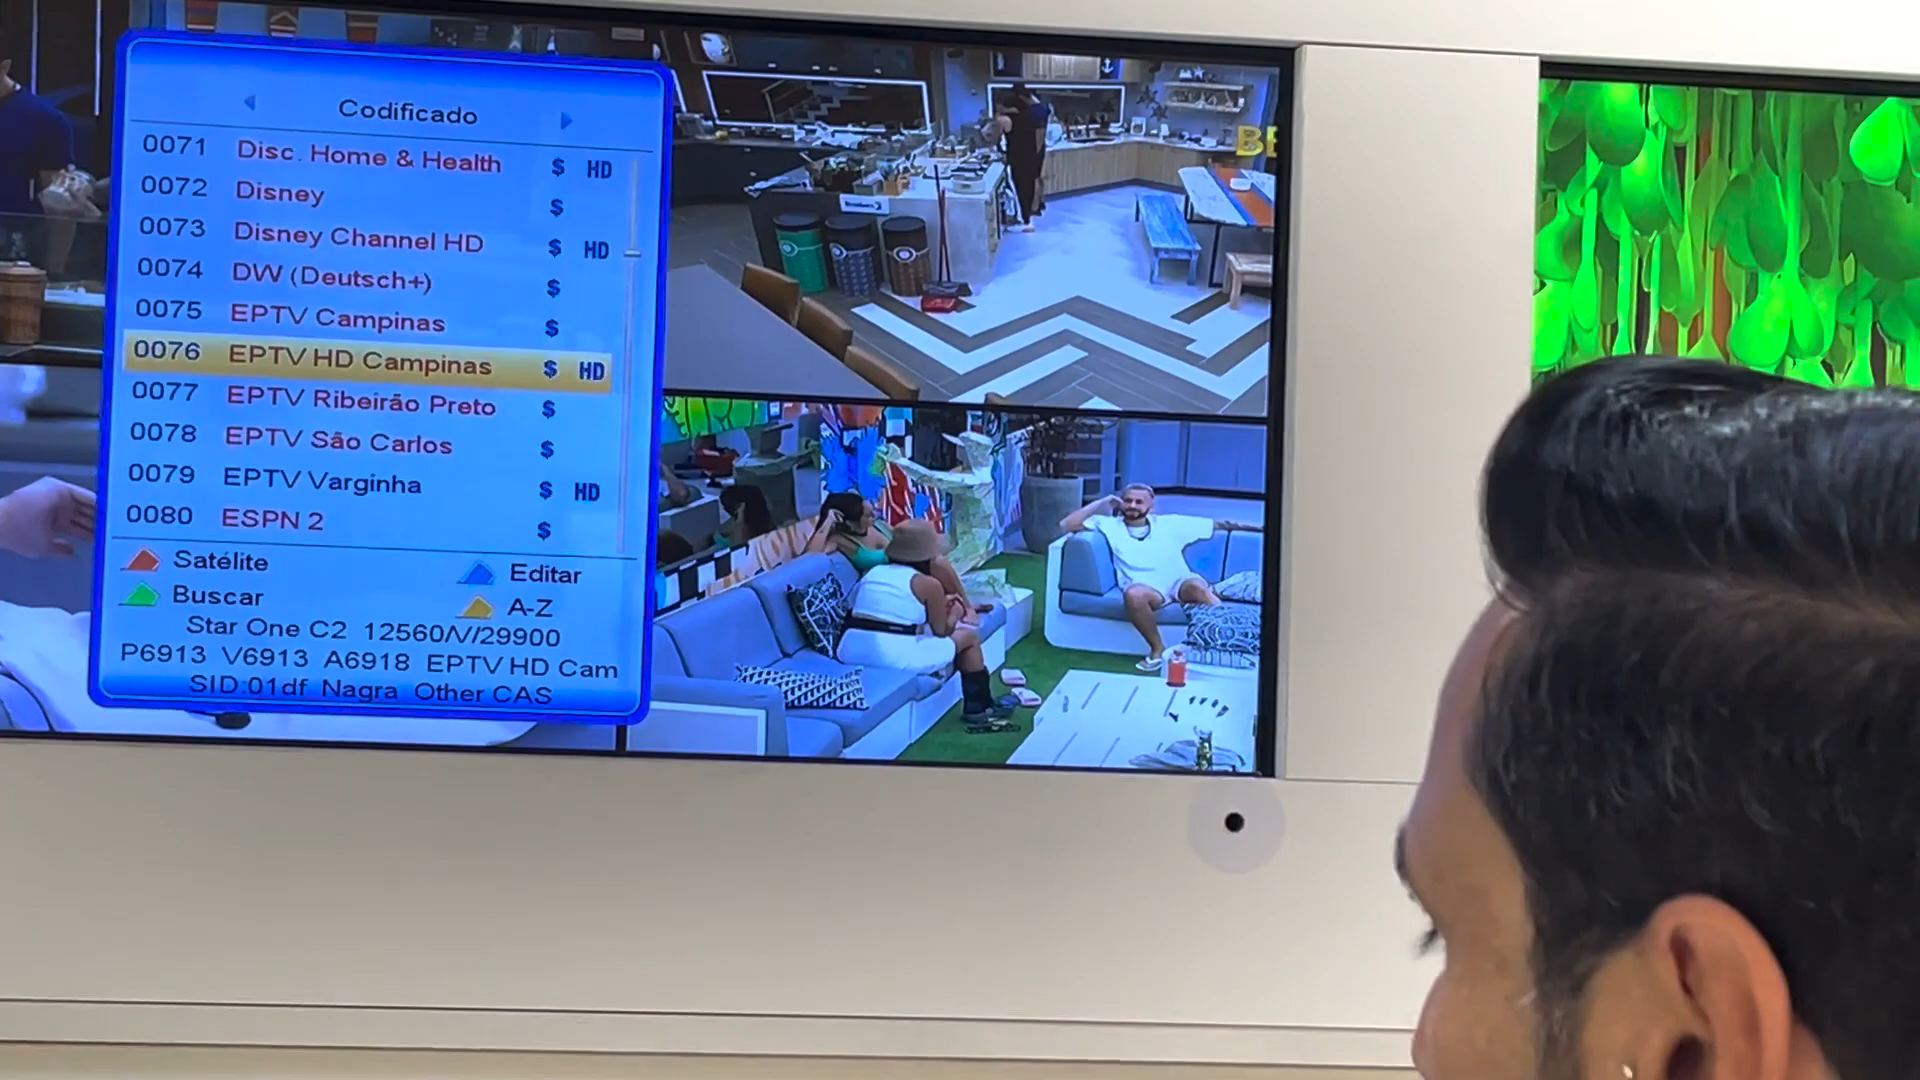 Codificado
0071 Disc. Home & Health $ HD
0072 Disney $
0073 Disney Channel HD $ HD
0074 DW (Deutsch+) $
0075 EPTV Campinas $
0076 EPTV HD Campinas $ HD
0077 EPTV Ribeirão Preto $
0078 EPTV São Carlos $
0079 EPTV Varginha $ HD
0080 ESPN 2 $
Satélite Editar
Buscar A-Z
Star One C2 12560/V/29900
P6913 V6913 A6918 EPTV HD Cam
SID:01df Nagra Other CAS